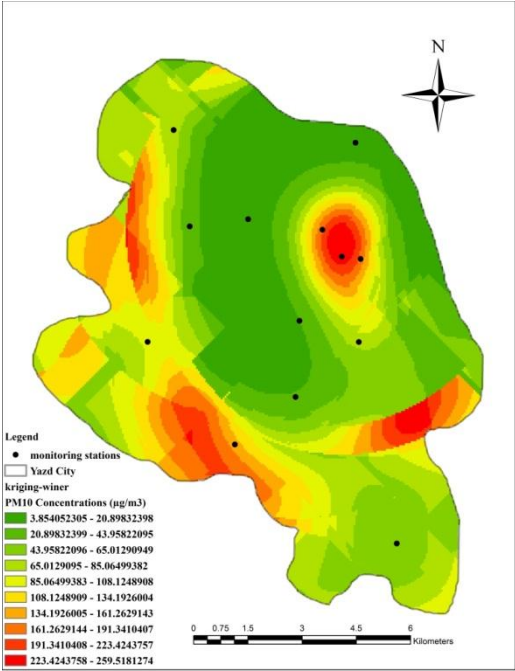 N
Legend
monitoring stations
Yazd City
kriging-winer
PM10 Concentrations (µg/m3)
3.854052305 - 20.89832398
20.89832399 - 43.95822095
43.95822096 - 65.01290949
65.0129095 - 85.06499382
85.06499383 - 108.1248908
108.1248909 - 134.1926004
134.1926005 - 161.2629143
161.2629144 - 191.3410407
191.3410408 - 223.4243757
223.4243758 - 259.5181274
0 0.75 1.5 3 4.5 6
Kilometers